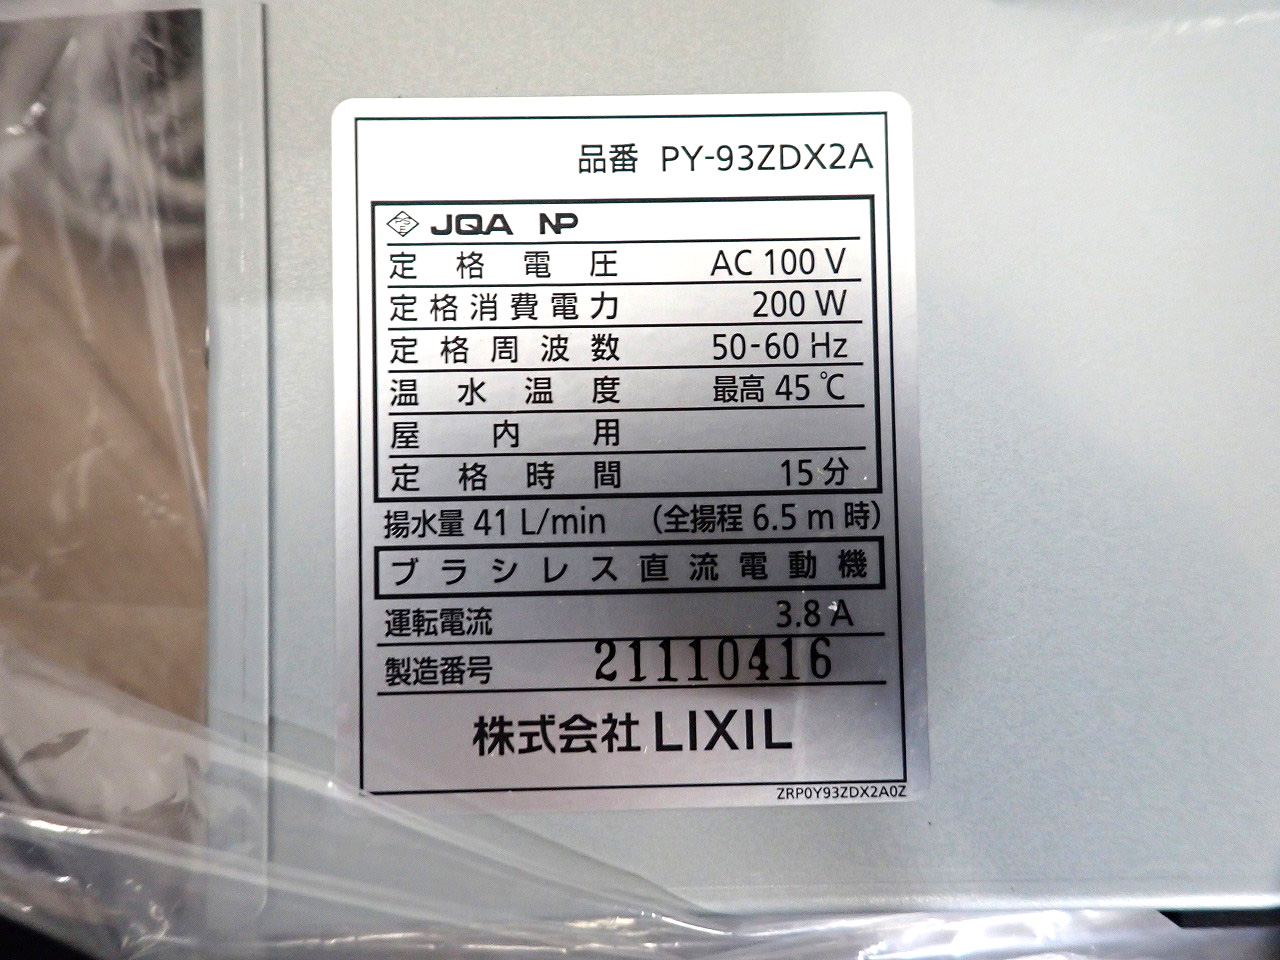 品番 PY-93ZDX2A
PSE JQA NP
定格電圧 AC 100 V
定格消費電力 200 W
定格周波数 50-60 Hz
温水温度 最高 45 ℃
屋内用
定格時間 15 分
揚水量 41 L/min (全揚程 6.5 m 時)
ブラシレス直流電動機
運転電流 3.8 A
製造番号 21110416
株式会社 LIXIL
ZRP0Y93ZDX2A0Z